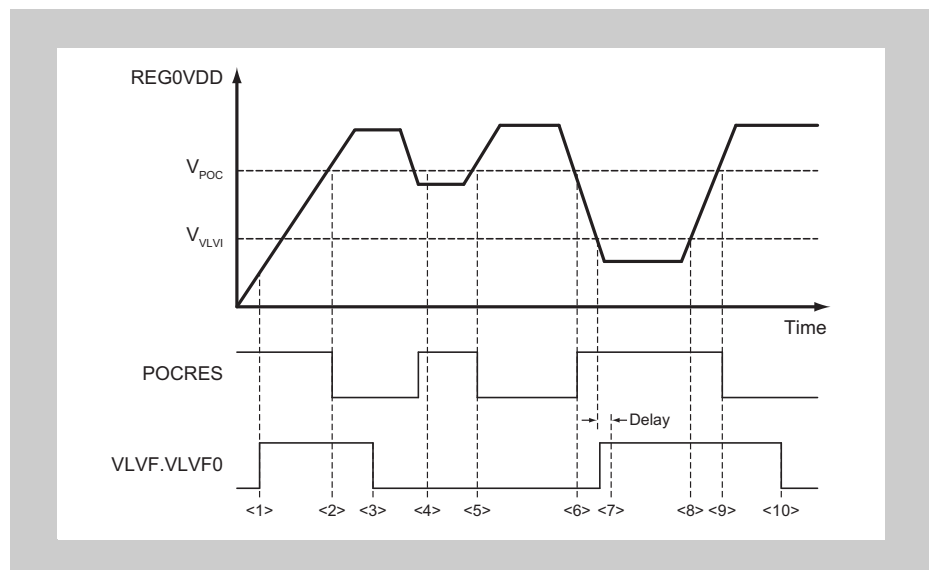 REG0VDD
VPOC
VVLVI
Time
POCRES
Delay
VLVF.VLVF0
<1> <2> <3> <4> <5> <6> <7> <8> <9> <10>